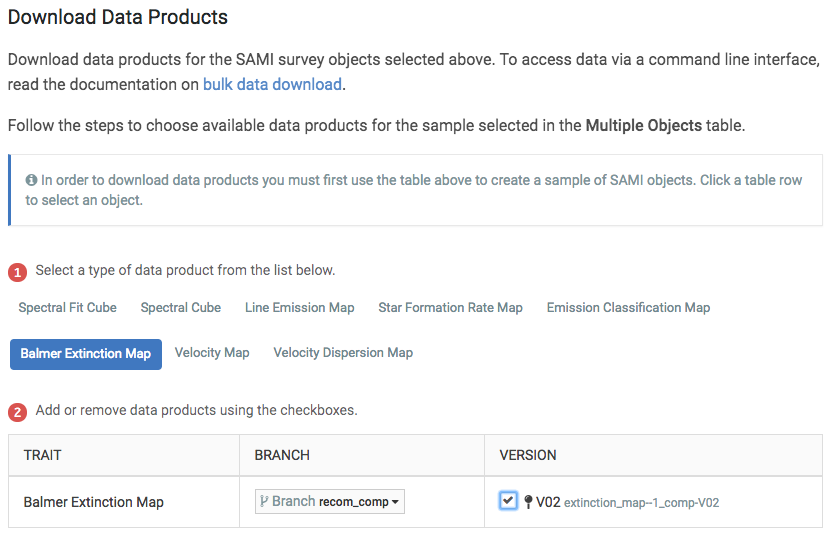 Download Data Products
Download data products for the SAMI survey objects selected above. To access data via a command line interface,
read the documentation on bulk data download.
Follow the steps to choose available data products for the sample selected in the Multiple Objects table.
In order to download data products you must first use the table above to create a sample of SAMI objects. Click a table row
to select an object.
1 Select a type of data product from the list below.
Spectral Fit Cube Spectral Cube Line Emission Map Star Formation Rate Map Emission Classification Map
Balmer Extinction Map Velocity Map Velocity Dispersion Map
2 Add or remove data products using the checkboxes.
TRAIT BRANCH VERSION
Balmer Extinction Map Branch recom_comp V02 extinction_map--1_comp-V02